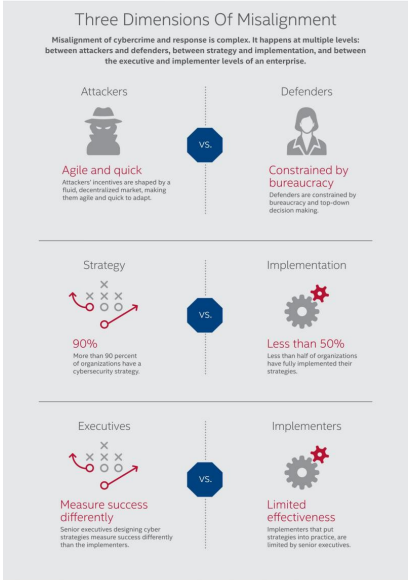 Three Dimensions Of Misalignment
Misalignment of cybercrime and response is complex. It happens at multiple levels:
between attackers and defenders, between strategy and implementation, and between
the executive and implementer levels of an enterprise.
Attackers
Defenders
VS.
Agile and quick
Attackers' incentives are shaped by a
fluid, decentralized market, making
them agile and quick to adapt.
Constrained by
bureaucracy
Defenders are constrained by
bureaucracy and top-down
decision making.
Strategy
Implementation
VS.
90%
More than 90 percent
of organizations have a
cybersecurity strategy.
Less than 50%
Less than half of organizations
have fully implemented their
strategies.
Executives
Implementers
VS.
Measure success
differently
Senior executives designing cyber
strategies measure success differently
than the implementers.
Limited
effectiveness
Implementers that put
strategies into practice, are
limited by senior executives.